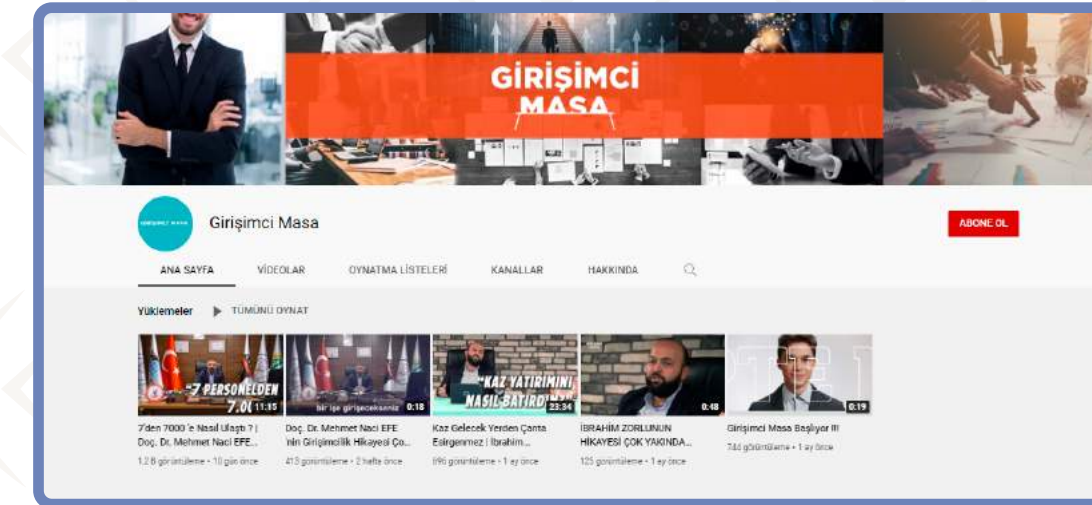 GİRİŞİMCİ
MASA
Girişimci Masa
ABONE OL
ANA SAYFA VİDEOLAR OYNATMA LİSTELERİ KANALLAR HAKKINDA
Yüklemeler TÜMÜNÜ OYNAT
"7 PERSONELDEN
11:15
bir işe girişecekseniz 0:18
"KAZ YATIRIMINI
NASIL BATIRDIM?"
23:34
0:48
0:19
7'den 7000 'e Nasıl Ulaştı ? |
Doç. Dr. Mehmet Naci EFE...
1,2 B görüntüleme • 10 gün önce
Doç. Dr. Mehmet Naci EFE
'nin Girişimcilik Hikayesi Ço...
413 görüntüleme • 2 hafta önce
Kaz Gelecek Yerden Çanta
Esirgenmez | İbrahim...
896 görüntüleme • 1 ay önce
İBRAHİM ZORLUNUN
HİKAYESİ ÇOK YAKINDA...
125 görüntüleme • 1 ay önce
Girişimci Masa Başlıyor !!!
744 görüntüleme • 1 ay önce